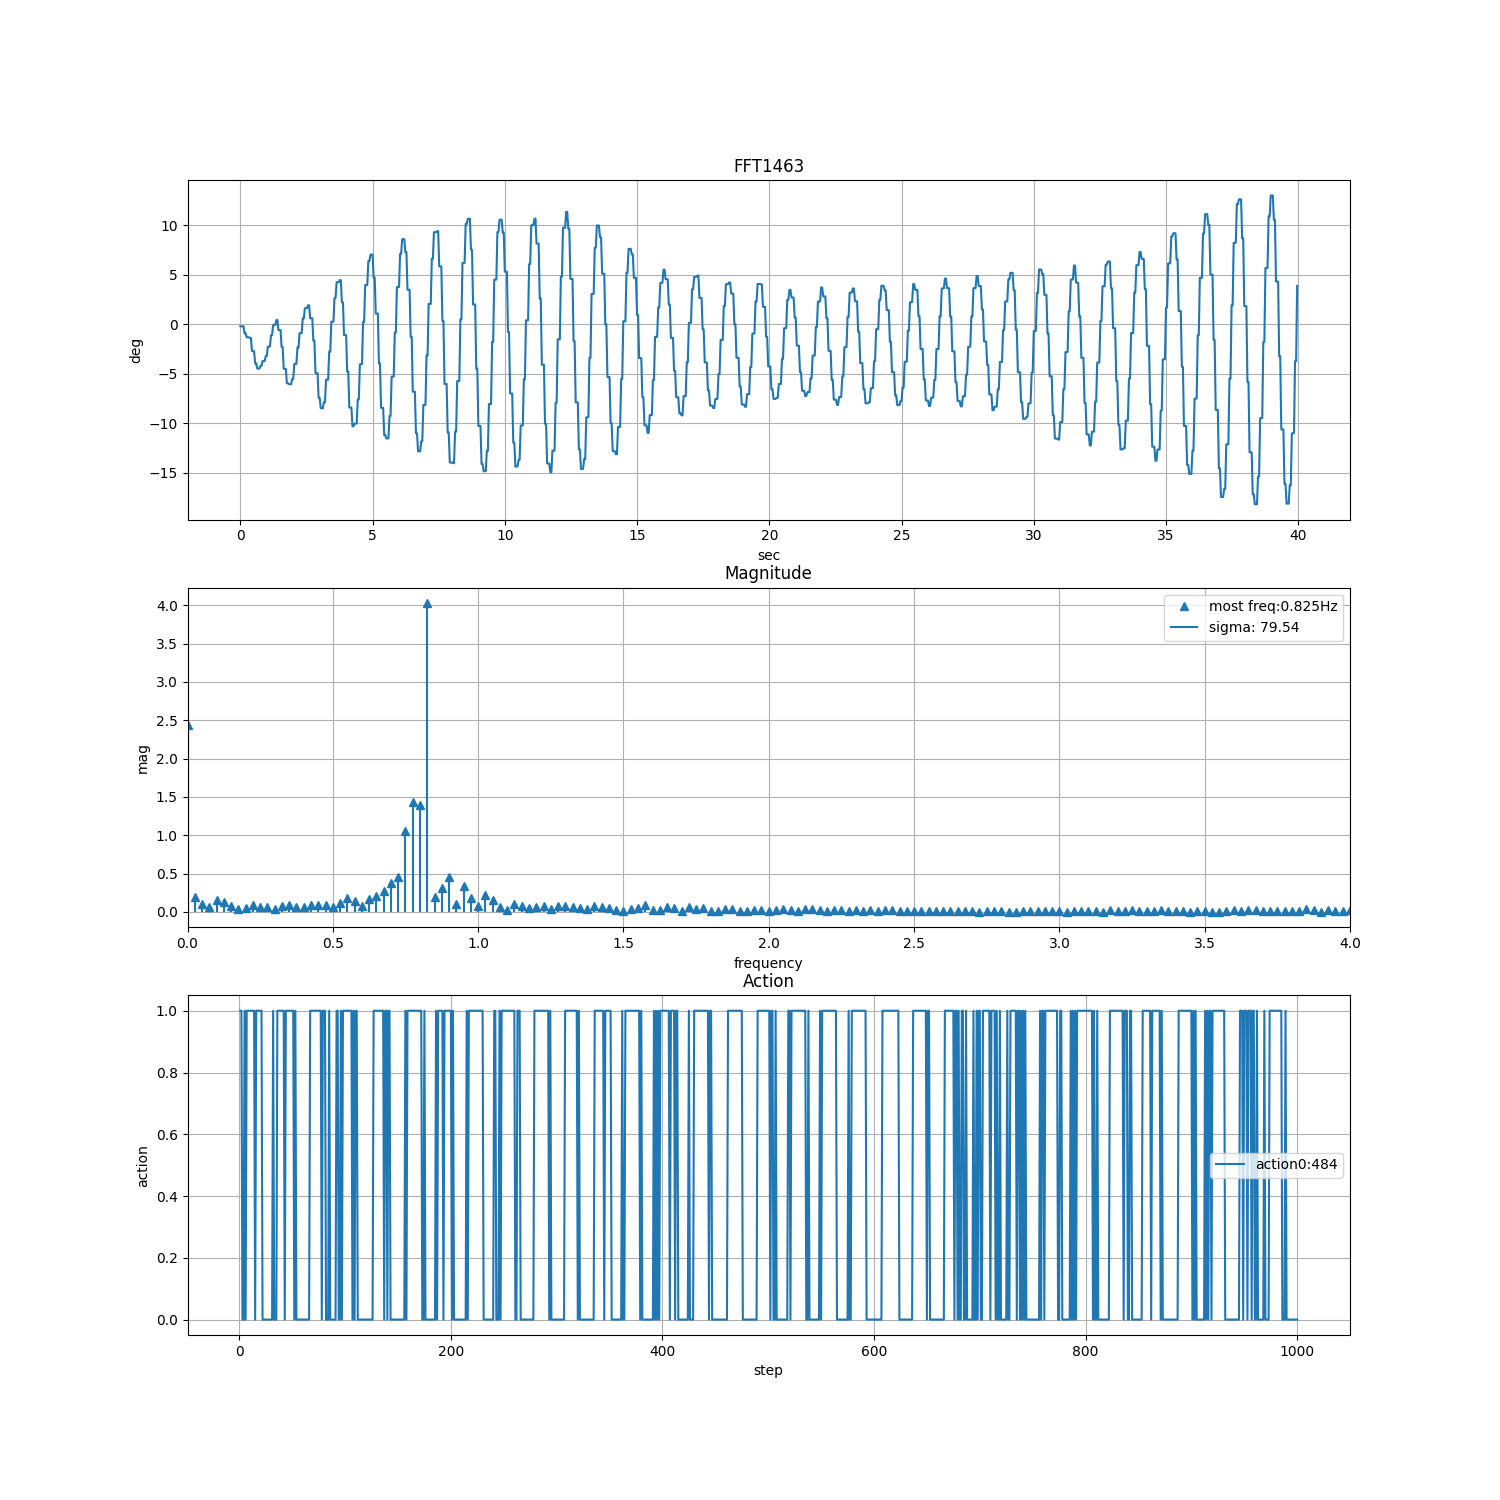 FFT1463
10
5
0
−5
−10
−15
deg
0 5 10 15 20 25 30 35 40
sec
Magnitude
4.0
3.5
3.0
2.5
2.0
1.5
1.0
0.5
0.0
mag
most freq:0.825Hz
sigma: 79.54
0.0 0.5 1.0 1.5 2.0 2.5 3.0 3.5 4.0
frequency
Action
1.0
0.8
0.6
0.4
0.2
0.0
action
action0:484
0 200 400 600 800 1000
step